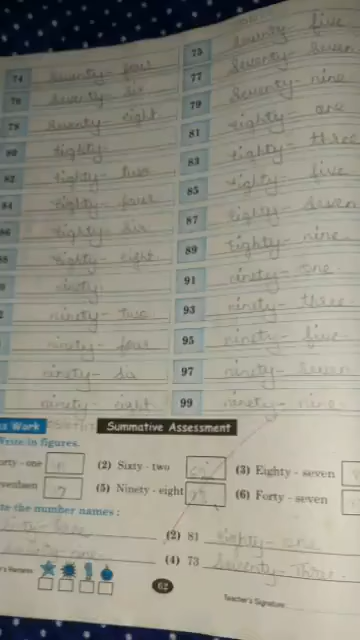 74 seventy-four 75 seventy five
76 seventy six 77 seventy seven
78 seventy eight 79 seventy-nine
80 eighty 81 eighty-one
82 eighty-two 83 eighty-three
84 eighty-four 85 eighty-five
86 eighty-six 87 eighty-seven
88 eighty-eight 89 eighty-nine
ninety 91 ninety-one
ninety-two 93 ninety-three
ninety-four 95 ninety-five
ninety-six 97 ninety-seven
ninety-eight 99 ninety-nine
Work Summative Assessment
Write in figures.
(2) Sixty - two (3) Eighty - seven
7 (5) Ninety - eight (6) Forty - seven
the number names :
(2) 81 eighty-one
(4) 73 seventy-three
's Remarks
62
Teacher's Signature